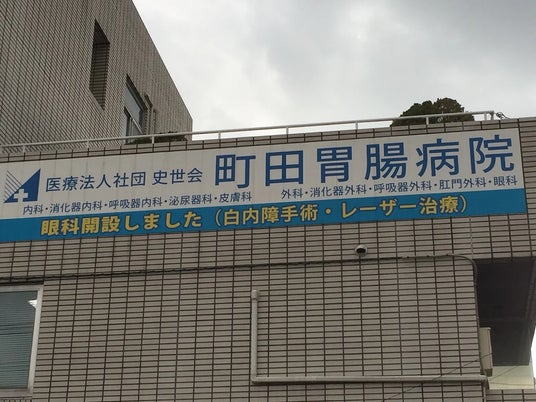 医療法人社団 史世会 町田胃腸病院
内科・消化器内科・呼吸器内科・泌尿器科・皮膚科 外科・消化器外科・呼吸器外科・肛門外科・眼科
眼科開設しました（白内障手術・レーザー治療）